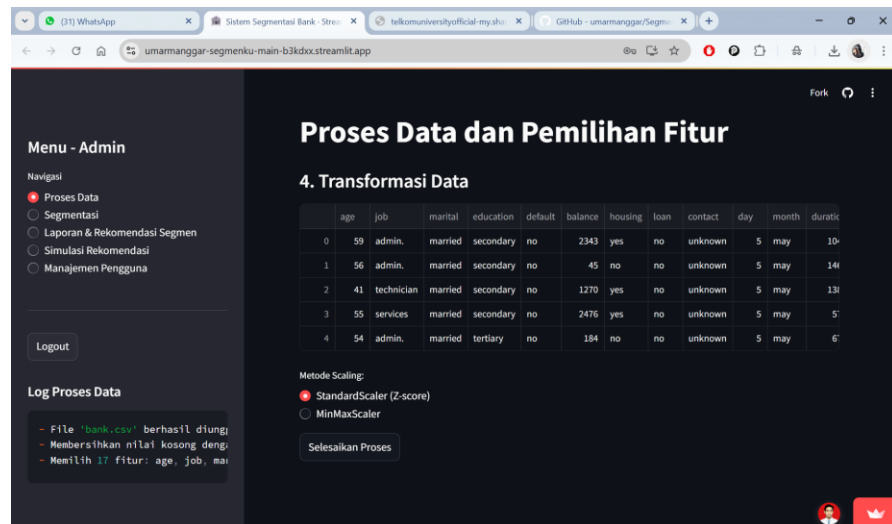 (31) WhatsApp
Sistem Segmentasi Bank · Strea
telkomuniversityofficial-my.sha
GitHub - umarmanggar/Segme
umarmanggar-segmenku-main-b3kdxx.streamlit.app
Fork
Menu - Admin
Navigasi
Proses Data
Segmentasi
Laporan & Rekomendasi Segmen
Simulasi Rekomendasi
Manajemen Pengguna
Logout
Log Proses Data
- File 'bank.csv' berhasil diung
- Membersihkan nilai kosong deng
- Memilih 17 fitur: age, job, ma
Proses Data dan Pemilihan Fitur
4. Transformasi Data
age job marital education default balance housing loan contact day month duratio
0 59 admin. married secondary no 2343 yes no unknown 5 may 104
1 56 admin. married secondary no 45 no no unknown 5 may 146
2 41 technician married secondary no 1270 yes no unknown 5 may 138
3 55 services married secondary no 2476 yes no unknown 5 may 57
4 54 admin. married tertiary no 184 no no unknown 5 may 67
Metode Scaling:
StandardScaler (Z-score)
MinMaxScaler
Selesaikan Proses